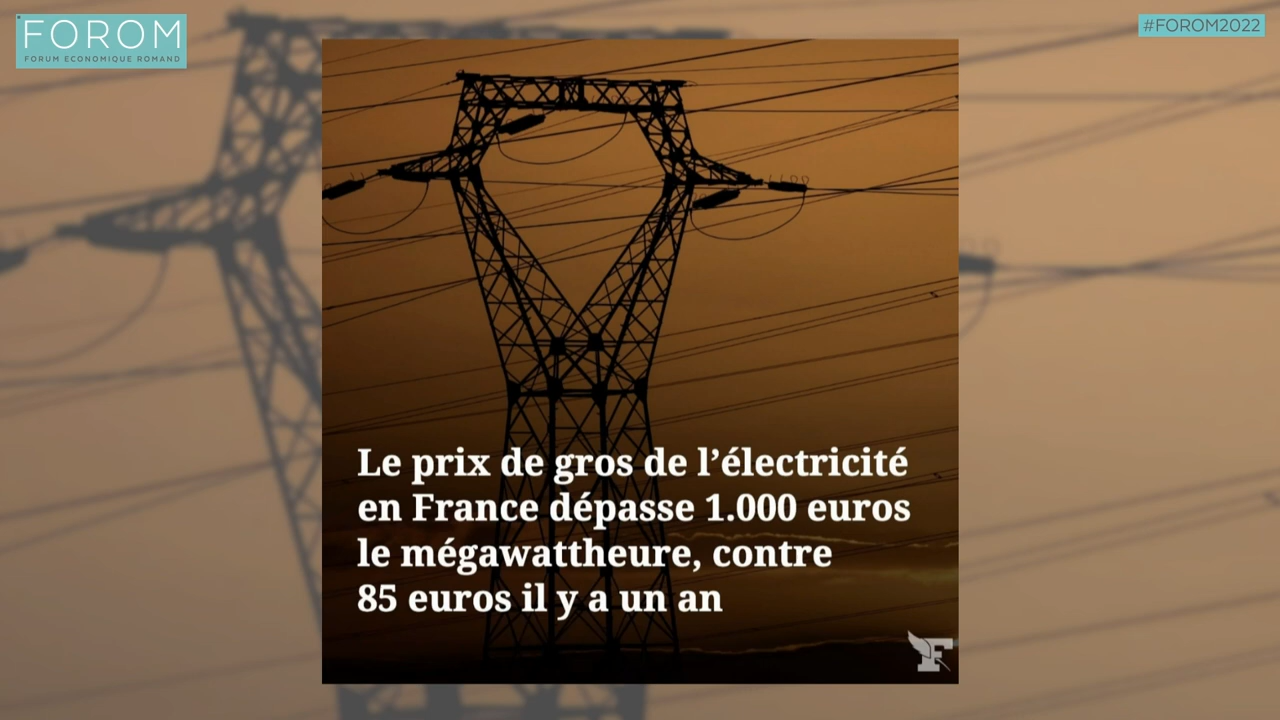 FOROM
FORUM ECONOMIQUE ROMAND
#FOROM2022
Le prix de gros de l’électricité
en France dépasse 1.000 euros
le mégawattheure, contre
85 euros il y a un an
F